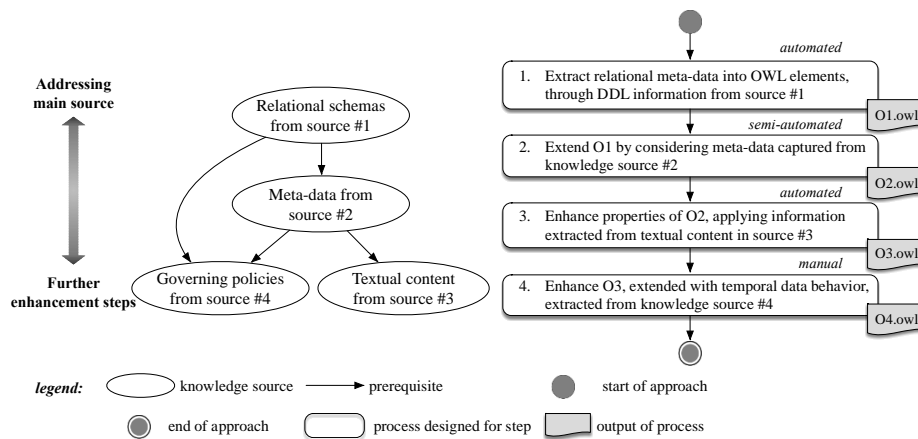 Addressing
main source
Further
enhancement steps
Relational schemas
from source #1
Meta-data from
source #2
Governing policies
from source #4
Textual content
from source #3
automated
1. Extract relational meta-data into OWL elements,
through DDL information from source #1
O1.owl
semi-automated
2. Extend O1 by considering meta-data captured from
knowledge source #2
O2.owl
automated
3. Enhance properties of O2, applying information
extracted from textual content in source #3
O3.owl
manual
4. Enhance O3, extended with temporal data behavior,
extracted from knowledge source #4
O4.owl
legend:
knowledge source
prerequisite
start of approach
end of approach
process designed for step
output of process